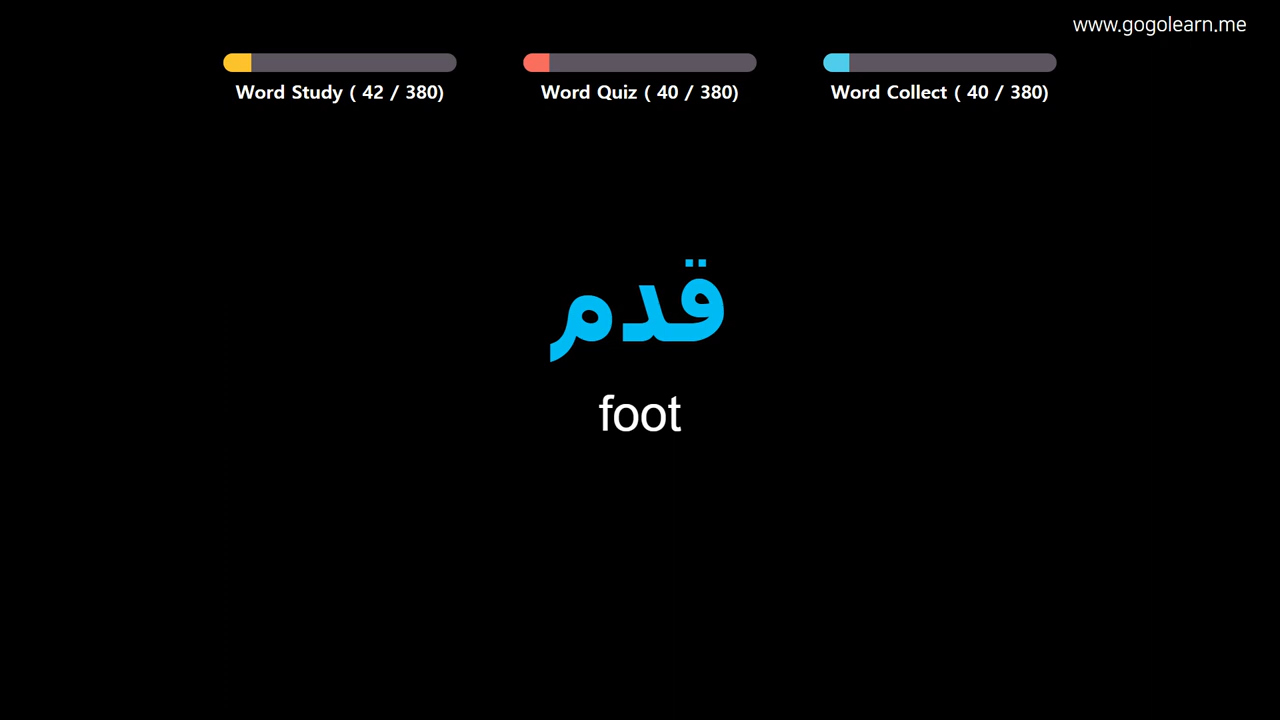 www.gogolearn.me
Word Study ( 42 / 380)
Word Quiz ( 40 / 380)
Word Collect ( 40 / 380)
قدم
foot